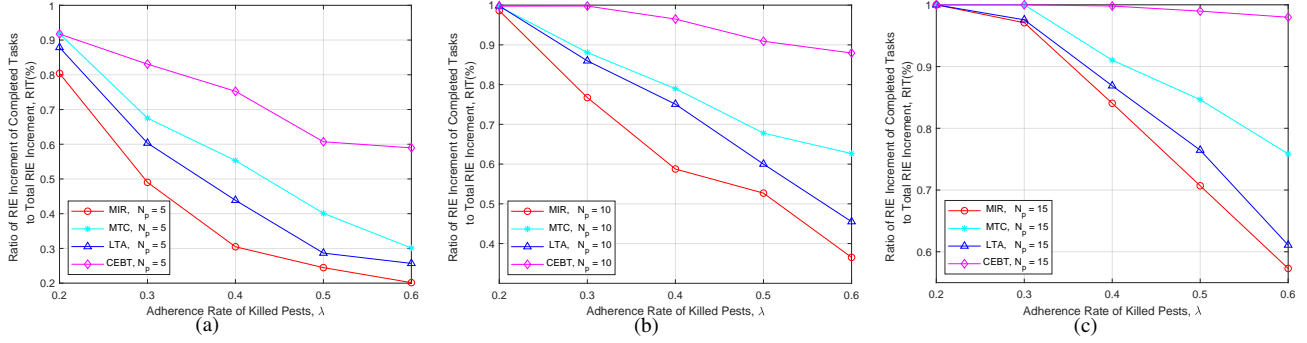 Ratio of RIE Increment of Completed Tasks
to Total RIE Increment, RIT(%)
1
0.9
0.8
0.7
0.6
0.5
0.4
0.3
0.2
MIR, N_p = 5
MTC, N_p = 5
LTA, N_p = 5
CEBT, N_p = 5
0.2 0.3 0.4 0.5 0.6
Adherence Rate of Killed Pests, λ
(a)
Ratio of RIE Increment of Completed Tasks
to Total RIE Increment, RIT(%)
1
0.9
0.8
0.6
0.5
0.4
MIR, N_p = 10
MTC, N_p = 10
LTA, N_p = 10
CEBT, N_p = 10
0.2 0.3 0.4 0.5 0.6
Adherence Rate of Killed Pests, λ
(b)
Ratio of RIE Increment of Completed Tasks
to Total RIE Increment, RIT(%)
1
0.9
0.8
0.7
0.6
MIR, N_p = 15
MTC, N_p = 15
LTA, N_p = 15
CEBT, N_p = 15
0.2 0.3 0.4 0.5 0.6
Adherence Rate of Killed Pests, λ
(c)